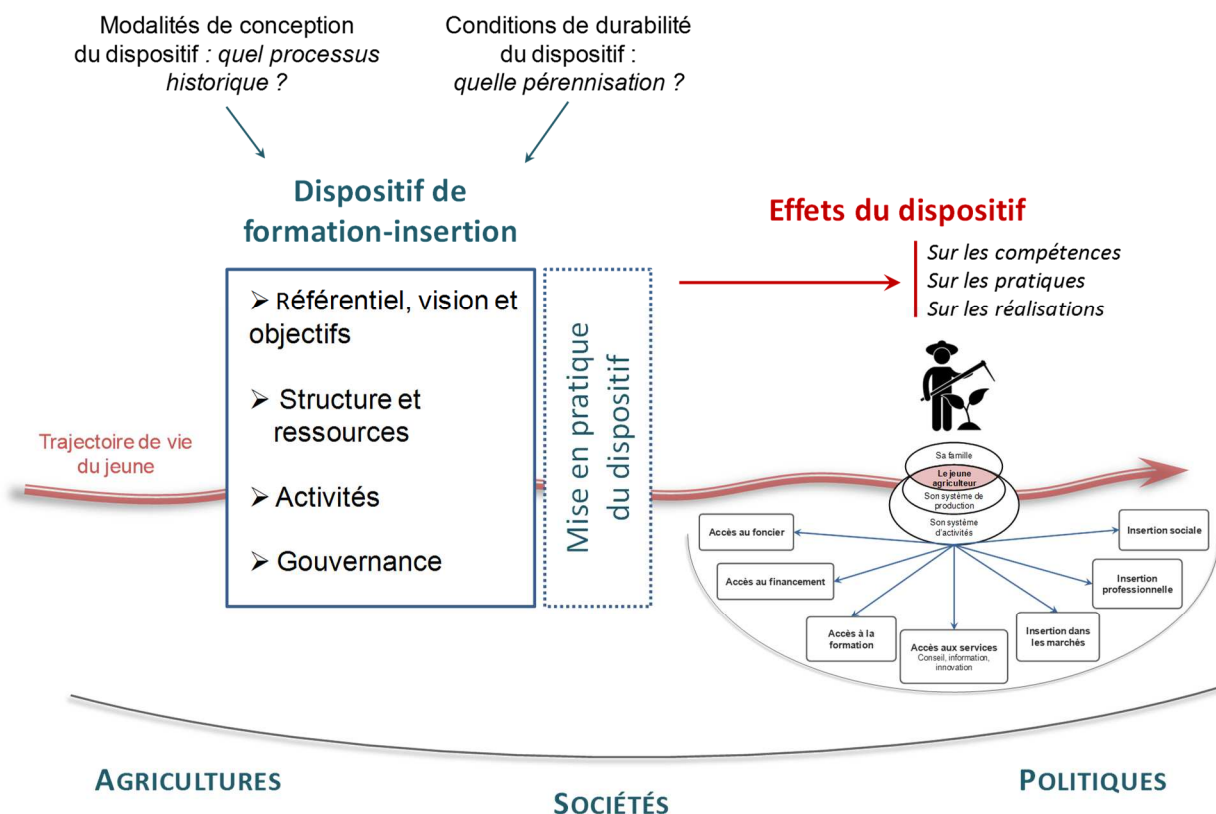 Modalités de conception
du dispositif : quel processus
historique ?
Conditions de durabilité
du dispositif :
quelle pérennisation ?
Dispositif de
formation-insertion
➢ Référentiel, vision et
objectifs
➢ Structure et
ressources
➢ Activités
➢ Gouvernance
Mise en pratique
du dispositif
Effets du dispositif
Sur les compétences
Sur les pratiques
Sur les réalisations
Trajectoire de vie
du jeune
Sa famille
Le jeune
agriculteur
Son système de
production
Son système
d'activités
Accès au foncier
Accès au financement
Accès à la
formation
Accès aux services
Conseil, information,
innovation
Insertion dans
les marchés
Insertion
professionnelle
Insertion sociale
AGRICULTURES
SOCIÉTÉS
POLITIQUES